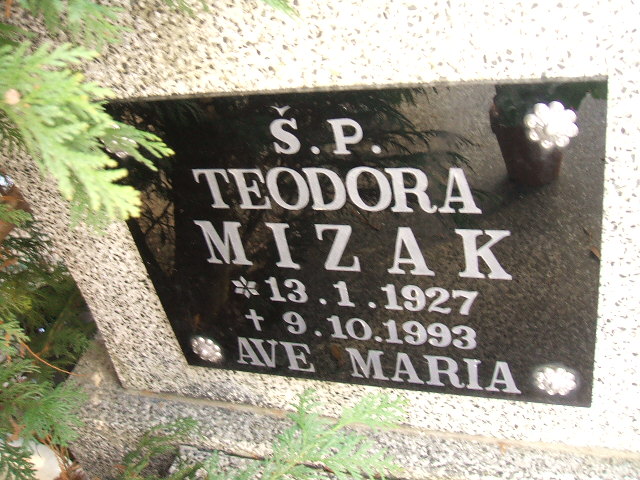 Š.P.
TEODORA
MIZAK
* 13.1.1927
✝ 9.10.1993
AVE MARIA